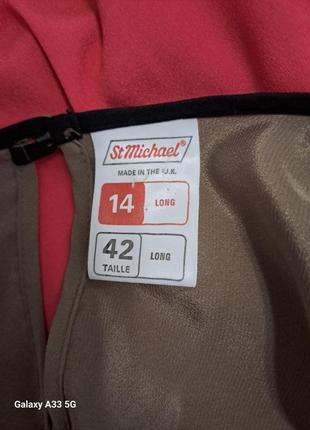 St Michael®
MADE IN THE U.K.
14 LONG
42 LONG
TAILLE
Galaxy A33 5G